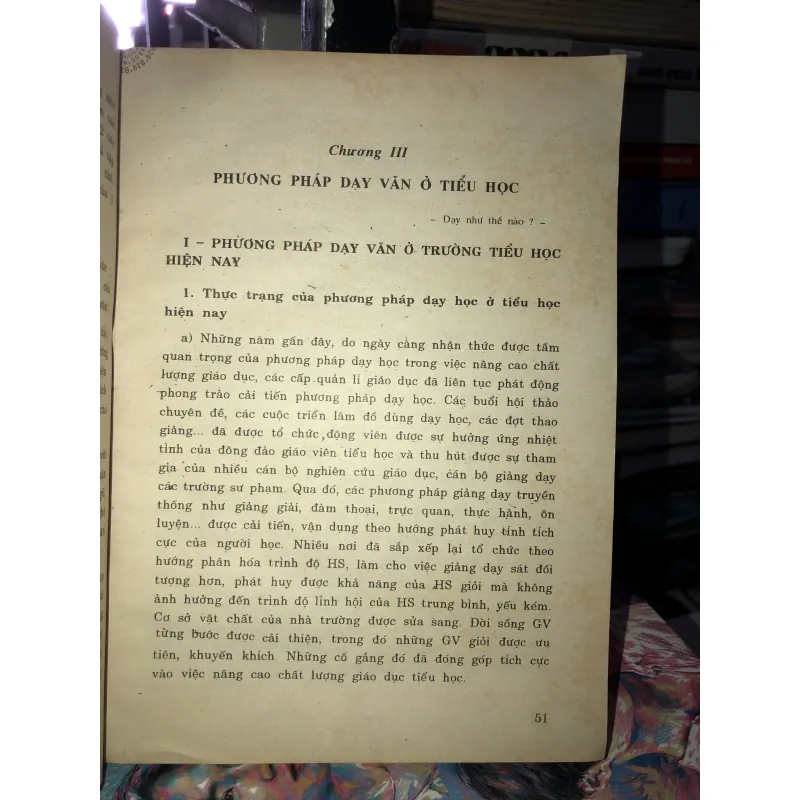 Chương III
PHƯƠNG PHÁP DẠY VĂN Ở TIỂU HỌC
- Dạy như thế nào ? -
I - PHƯƠNG PHÁP DẠY VĂN Ở TRƯỜNG TIỂU HỌC
HIỆN NAY
1. Thực trạng của phương pháp dạy học ở tiểu học
hiện nay
a) Những năm gần đây, do ngày càng nhận thức được tầm
quan trọng của phương pháp dạy học trong việc nâng cao chất
lượng giáo dục, các cấp quản lí giáo dục đã liên tục phát động
phong trào cải tiến phương pháp dạy học. Các buổi hội thảo
chuyên đề, các cuộc triển lãm đồ dùng dạy học, các đợt thao
giảng... đã được tổ chức, động viên được sự hưởng ứng nhiệt
tình của đông đảo giáo viên tiểu học và thu hút được sự tham
gia của nhiều cán bộ nghiên cứu giáo dục, cán bộ giảng dạy
các trường sư phạm. Qua đó, các phương pháp giảng dạy truyền
thống như giảng giải, đàm thoại, trực quan, thực hành, ôn
luyện... được cải tiến, vận dụng theo hướng phát huy tính tích
cực của người học. Nhiều nơi đã sắp xếp lại tổ chức theo
hướng phân hóa trình độ HS, làm cho việc giảng dạy sát đối
tượng hơn, phát huy được khả năng của HS giỏi mà không
ảnh hưởng đến trình độ lĩnh hội của HS trung bình, yếu kém.
Cơ sở vật chất của nhà trường được sửa sang. Đời sống GV
từng bước được cải thiện, trong đó những GV giỏi được ưu
tiên, khuyến khích. Những cố gắng đó đã đóng góp tích cực
vào việc nâng cao chất lượng giáo dục tiểu học.
51